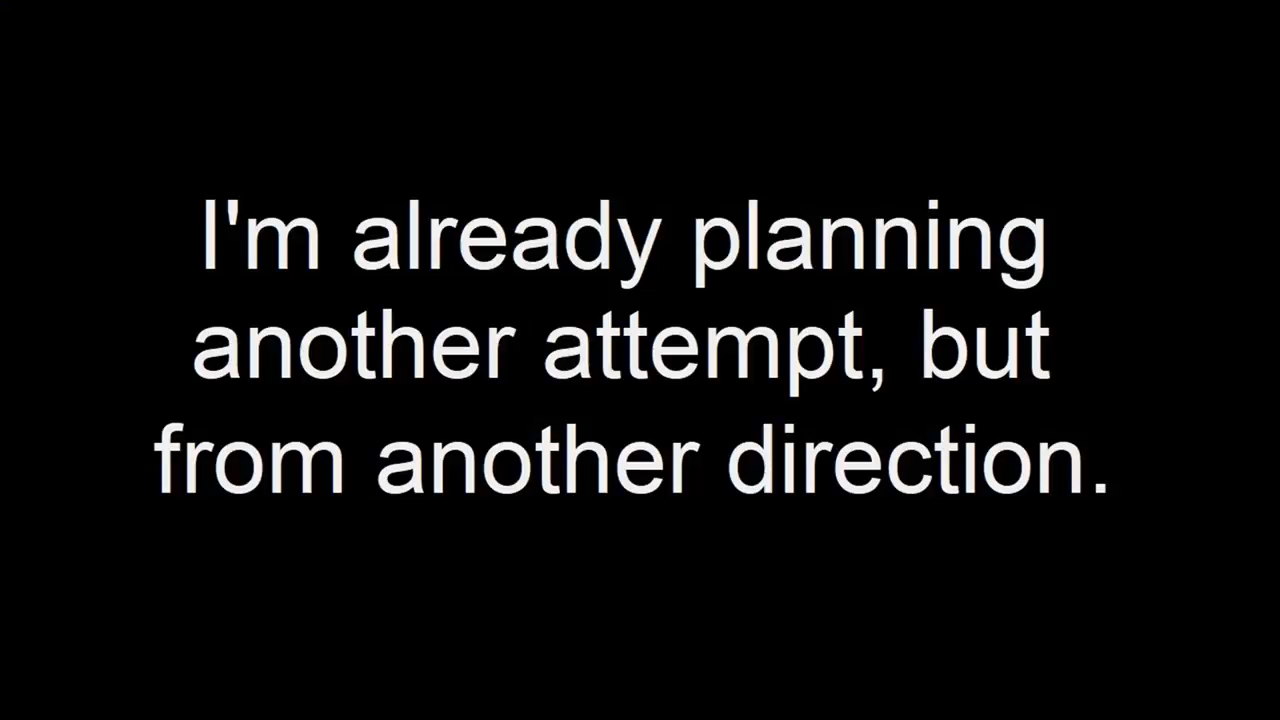 I'm already planning
another attempt, but
from another direction.